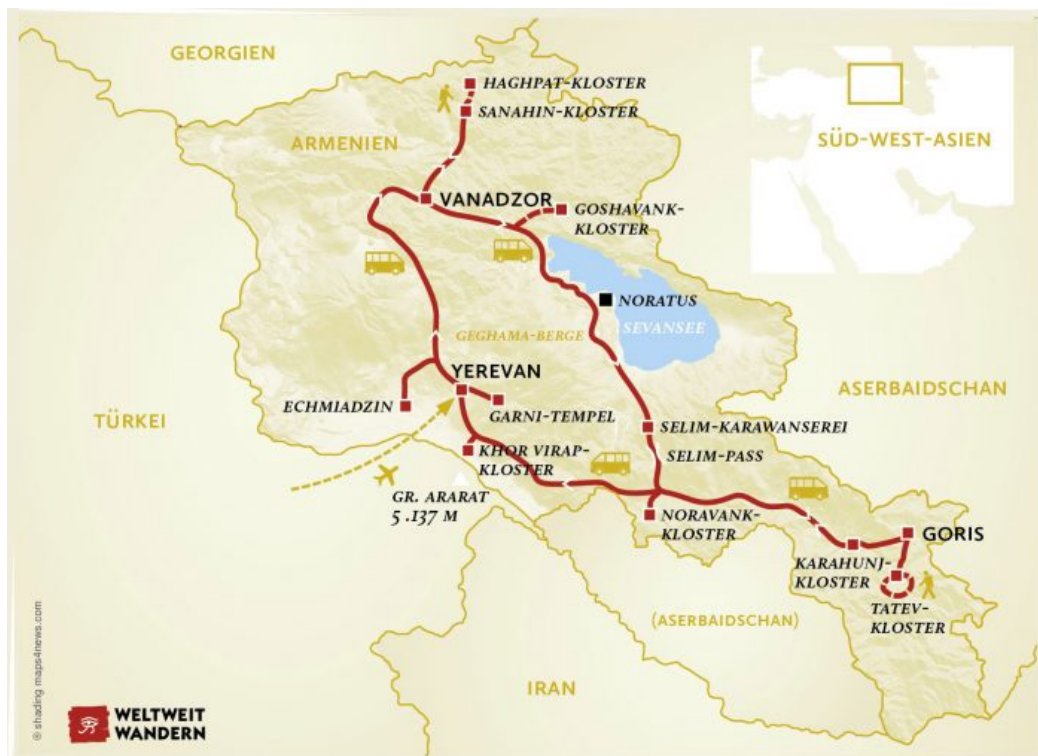 GEORGIEN
HAGHPAT-KLOSTER
SANAHIN-KLOSTER
ARMENIEN
SÜD-WEST-ASIEN
VANADZOR
GOSHAVANK-
KLOSTER
NORATUS
SEVANSEE
GEGHAMA-BERGE
YEREVAN
ASERBAIDSCHAN
ECHMIADZIN
GARNI-TEMPEL
TÜRKEI
SELIM-KARAWANSEREI
KHOR VIRAP-
KLOSTER
SELIM-PASS
GR. ARARAT
5 .137 M
NORAVANK-
KLOSTER
GORIS
KARAHUNJ-
KLOSTER
TATEV-
KLOSTER
(ASERBAIDSCHAN)
IRAN
WELTWEIT
WANDERN
© shading maps4news.com